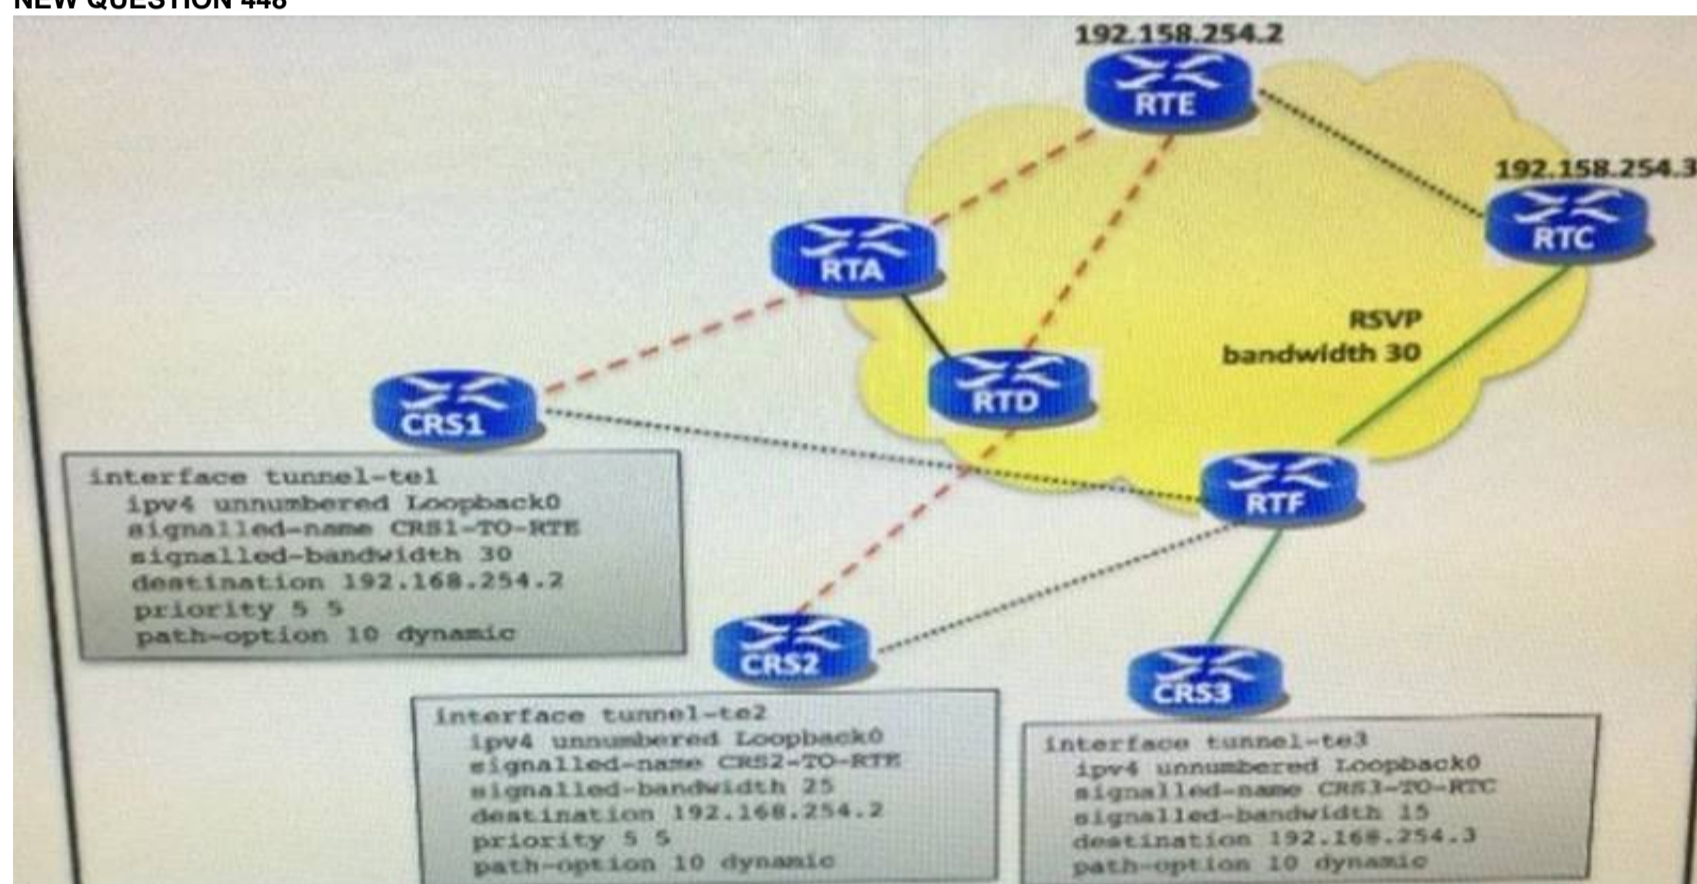 NEW QUESTION 448
192.158.254.2
RTE
192.158.254.3
RTC
RTA
RSVP
bandwidth 30
RTD
CRS1
RTF
interface tunnel-te1
ipv4 unnumbered Loopback0
signalled-name CRS1-TO-RTE
signalled-bandwidth 30
destination 192.168.254.2
priority 5 5
path-option 10 dynamic
CRS2
CRS3
interface tunnel-te2
ipv4 unnumbered Loopback0
signalled-name CRS2-TO-RTE
signalled-bandwidth 25
destination 192.168.254.2
priority 5 5
path-option 10 dynamic
interface tunnel-te3
ipv4 unnumbered Loopback0
signalled-name CRS3-TO-RTC
signalled-bandwidth 15
destination 192.168.254.3
path-option 10 dynamic